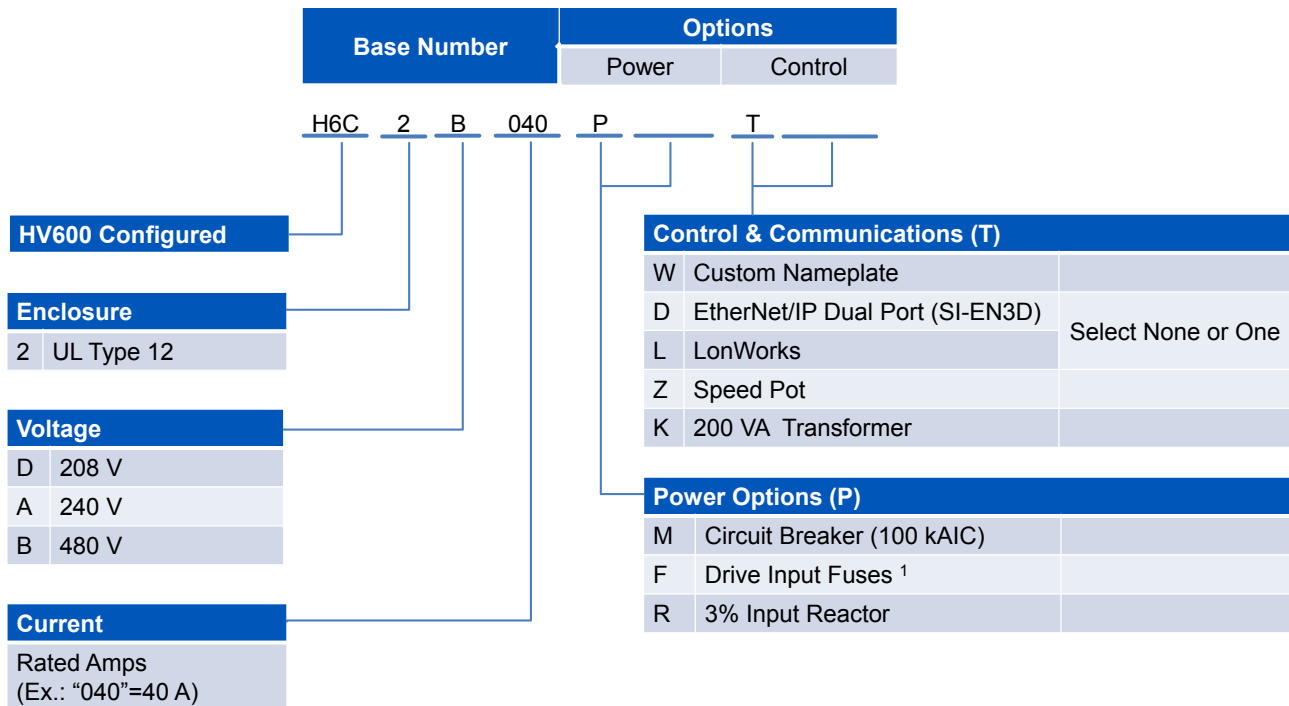 Base Number
Options
Power Control
H6C 2 B 040 P T
HV600 Configured
Enclosure
2 UL Type 12
Voltage
D 208 V
A 240 V
B 480 V
Current
Rated Amps
(Ex.: “040”=40 A)
Control & Communications (T)
W Custom Nameplate
D EtherNet/IP Dual Port (SI-EN3D)
Select None or One
L LonWorks
Z Speed Pot
K 200 VA Transformer
Power Options (P)
M Circuit Breaker (100 kAIC)
F Drive Input Fuses ¹
R 3% Input Reactor